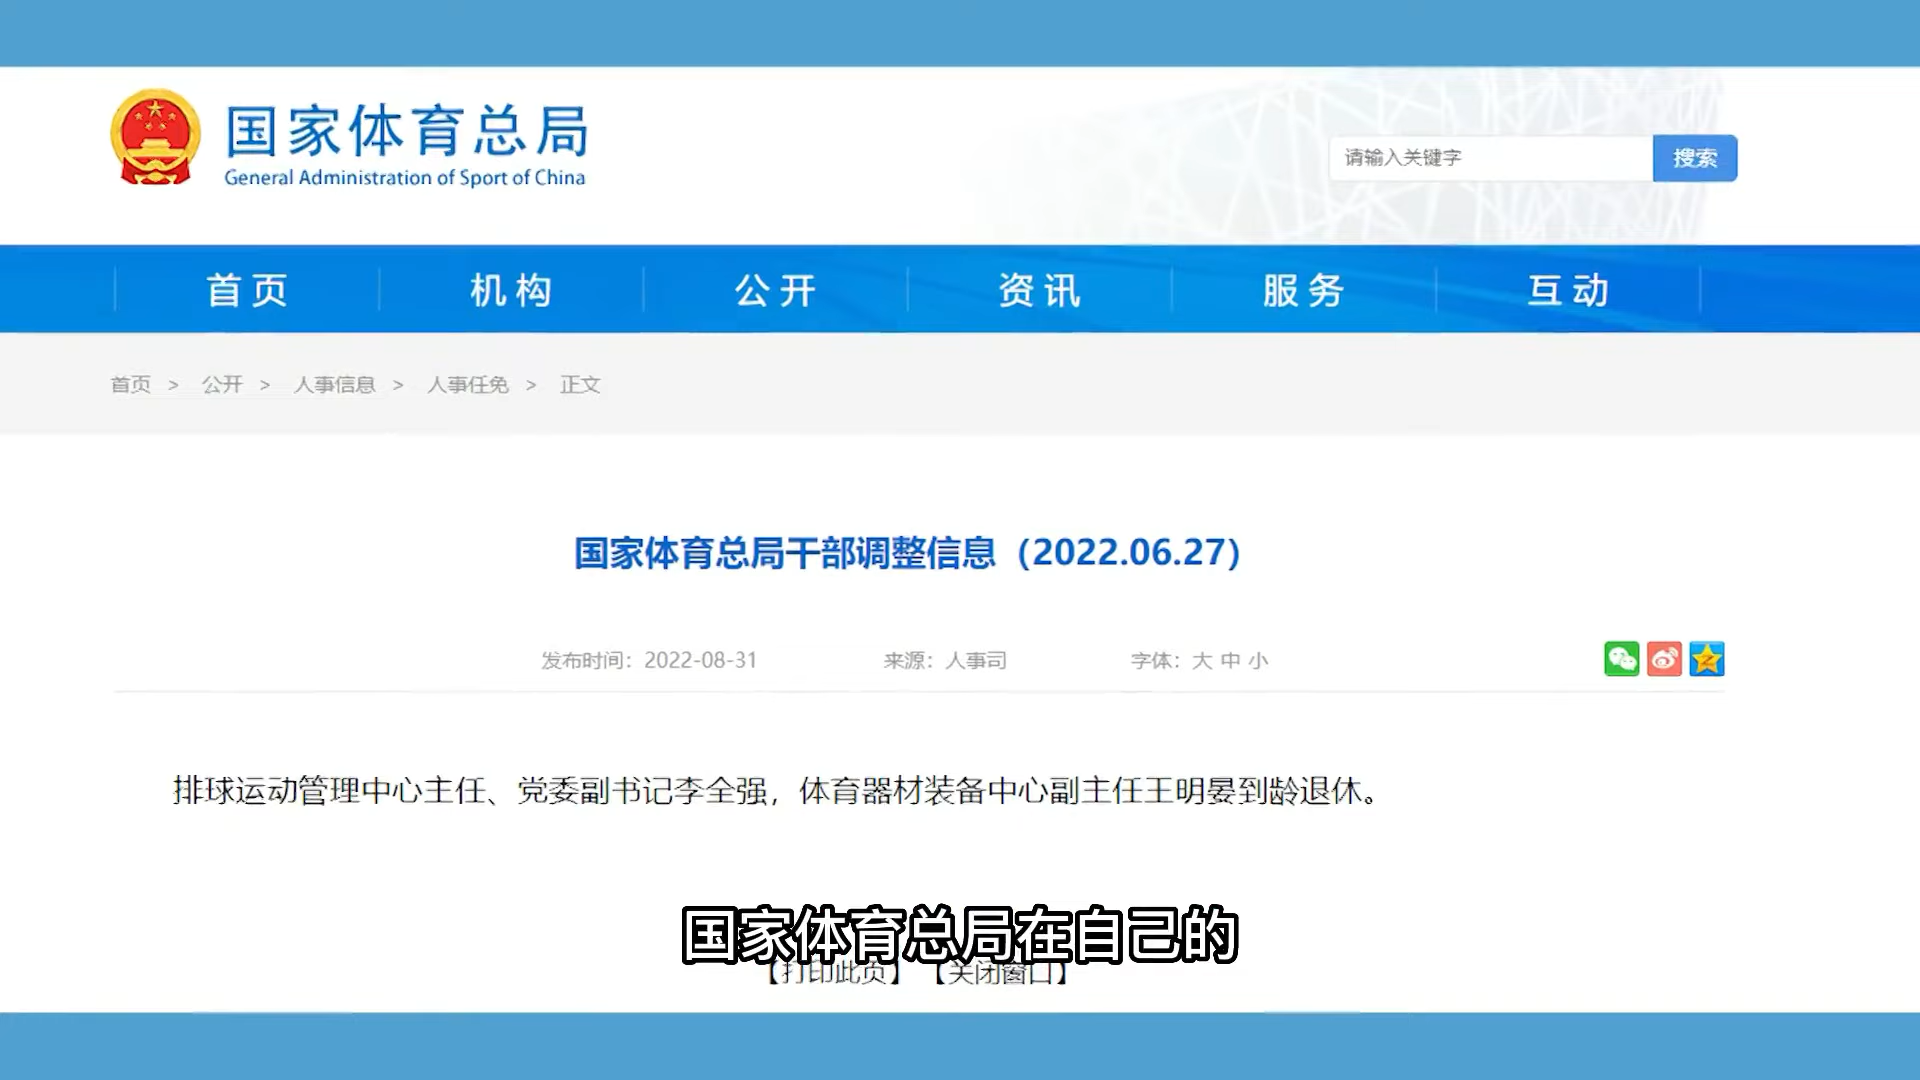 国家体育总局
General Administration of Sport of China
请输入关键字 搜索
首页 机构 公开 资讯 服务 互动
首页 > 公开 > 人事信息 > 人事任免 > 正文
国家体育总局干部调整信息（2022.06.27）
发布时间：2022-08-31 来源：人事司 字体：大 中 小
排球运动管理中心主任、党委副书记李全强，体育器材装备中心副主任王明晏到龄退休。
国家体育总局在自己的
【打印此页】 【关闭窗口】